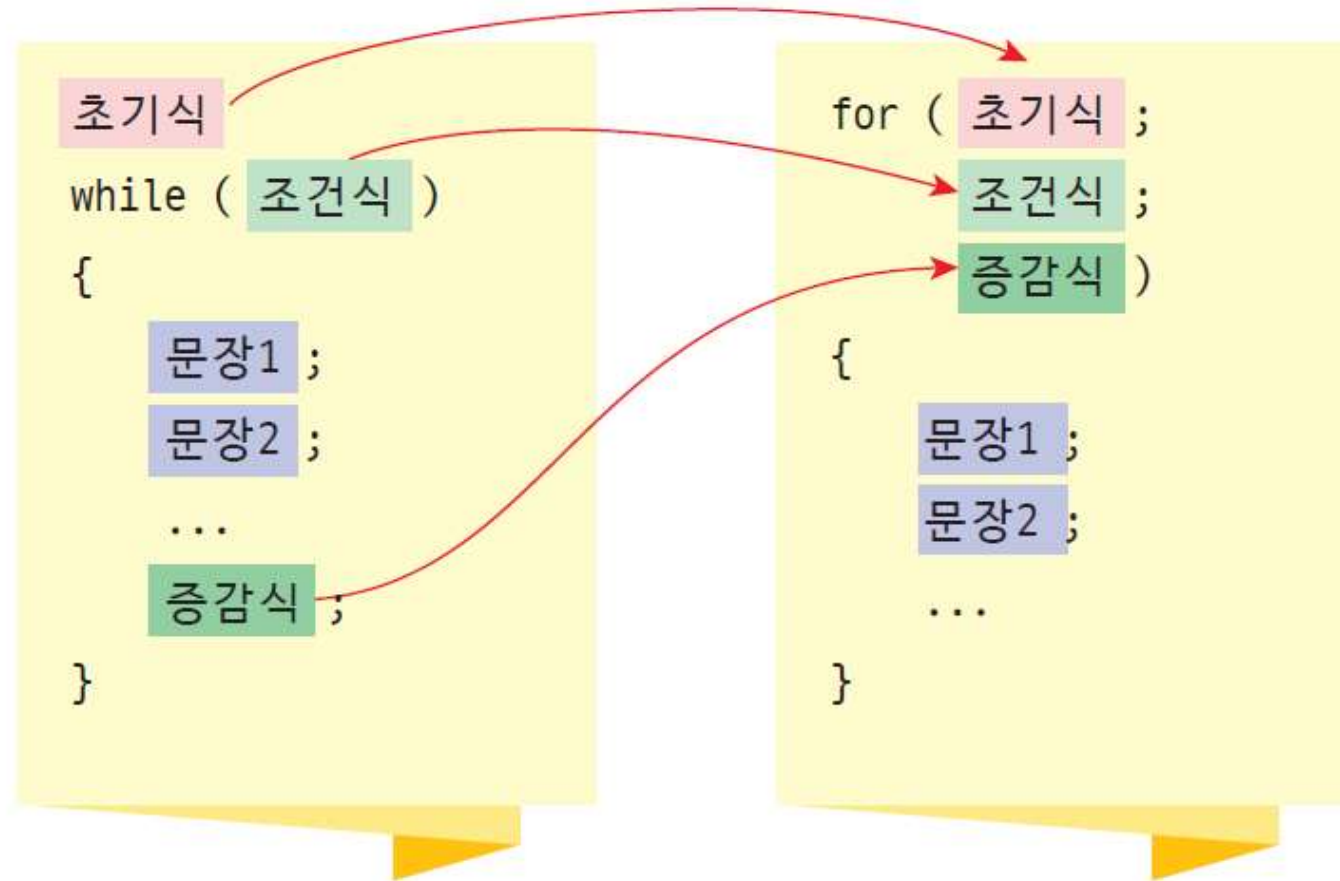 초기식
while ( 조건식 )
{
문장1 ;
문장2 ;
...
증감식 ;
}
for ( 초기식 ;
조건식 ;
증감식 )
{
문장1 ;
문장2 ;
...
}